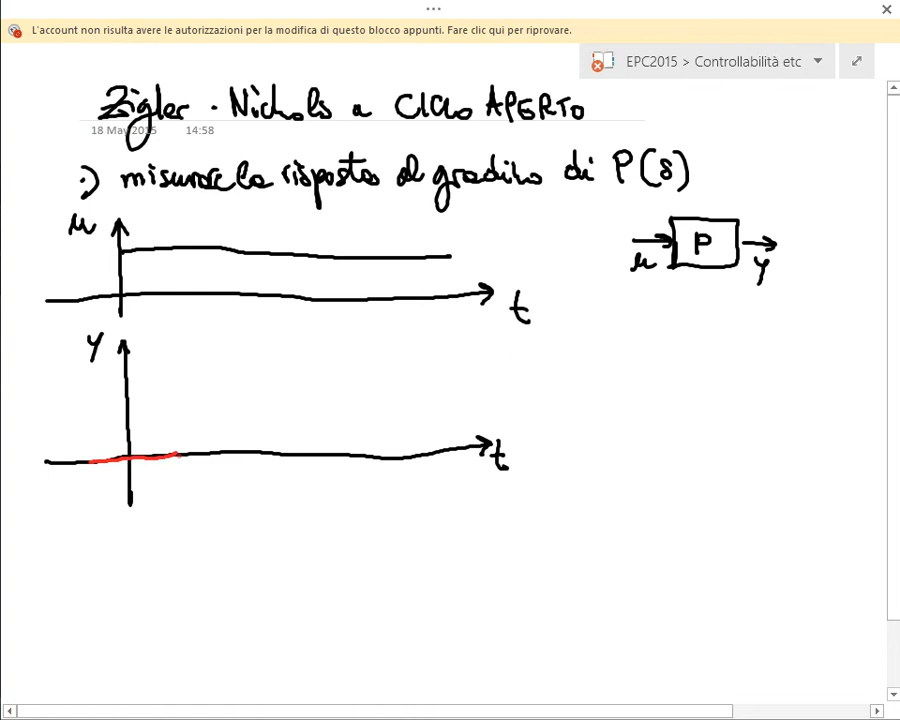 L'account non risulta avere le autorizzazioni per la modifica di questo blocco appunti. Fare clic qui per riprovare.
EPC2015 > Controllabilità etc
Zigler - Nichols a CICLO APERTO
18 May 2015 14:58
:) misurare la risposta al gradino di P(s)
u
P
u
y
t
y
t